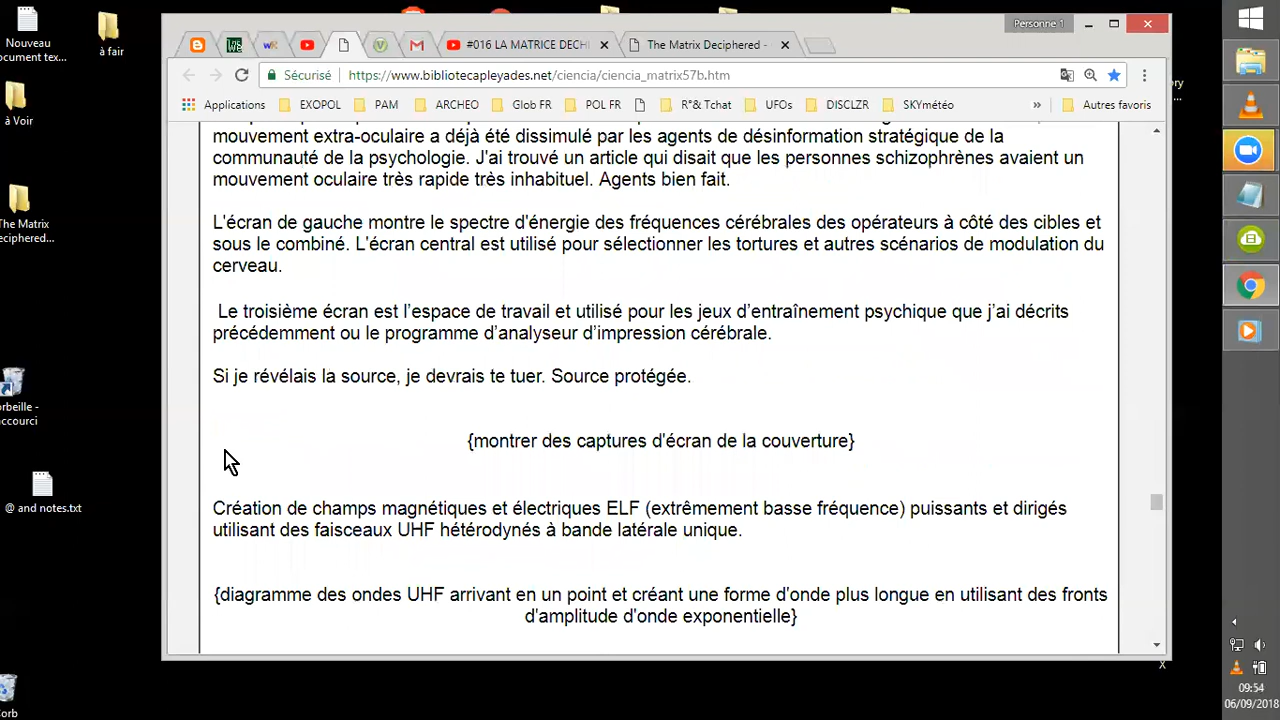 Personne 1
Nouveau
ocument tex...
à fair
#016 LA MATRICE DECH
The Matrix Deciphered -
Sécurisé
https://www.bibliotecapleyades.net/ciencia/ciencia_matrix57b.htm
Applications
EXOPOL
PAM
ARCHEO
Glob FR
POL FR
R°& Tchat
UFOs
DISCLZR
SKYmétéo
»
Autres favoris
à Voir
mouvement extra-oculaire a déjà été dissimulé par les agents de désinformation stratégique de la
communauté de la psychologie. J'ai trouvé un article qui disait que les personnes schizophrènes avaient un
mouvement oculaire très rapide très inhabituel. Agents bien fait.
The Matrix
Deciphered...
L'écran de gauche montre le spectre d'énergie des fréquences cérébrales des opérateurs à côté des cibles et
sous le combiné. L'écran central est utilisé pour sélectionner les tortures et autres scénarios de modulation du
cerveau.
Le troisième écran est l’espace de travail et utilisé pour les jeux d’entraînement psychique que j’ai décrits
précédemment ou le programme d’analyseur d’impression cérébrale.
Si je révélais la source, je devrais te tuer. Source protégée.
orbeille -
accourci
{montrer des captures d'écran de la couverture}
@ and notes.txt
Création de champs magnétiques et électriques ELF (extrêmement basse fréquence) puissants et dirigés
utilisant des faisceaux UHF hétérodynés à bande latérale unique.
{diagramme des ondes UHF arrivant en un point et créant une forme d'onde plus longue en utilisant des fronts
d'amplitude d'onde exponentielle}
Corb
09:54
06/09/2018